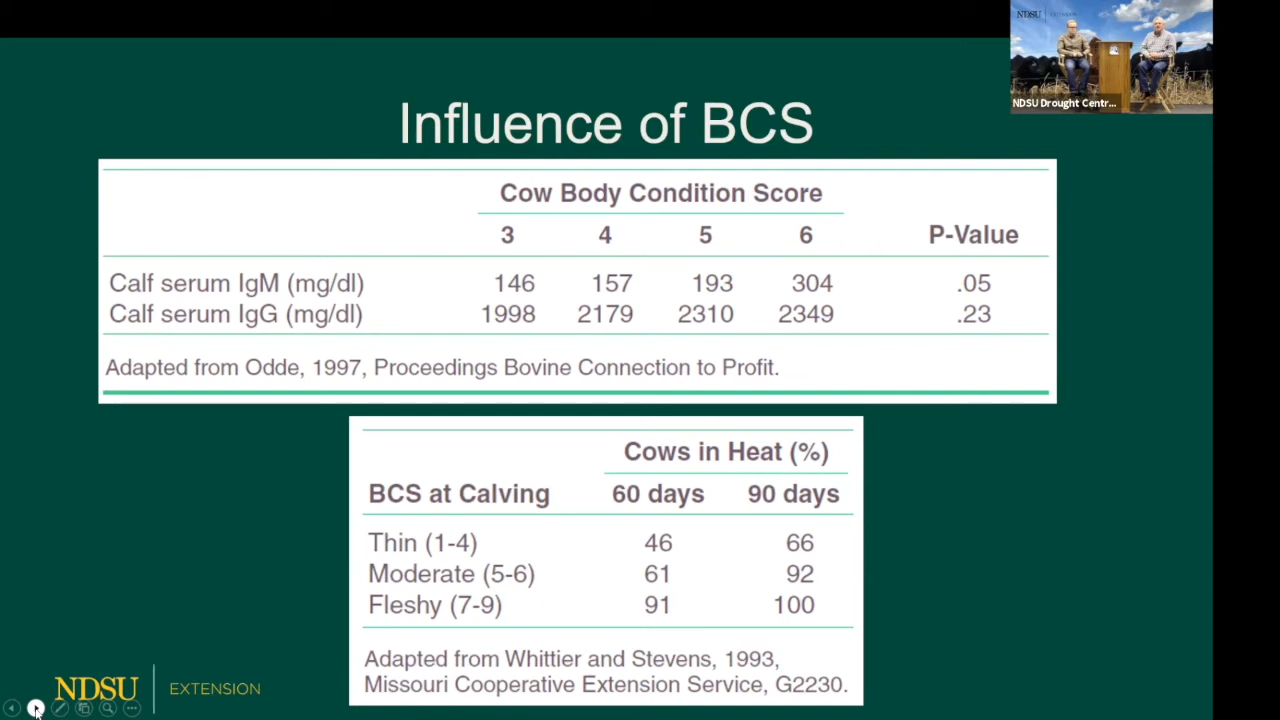 NDSU EXTENSION
NDSU Drought Centr...
Influence of BCS
Cow Body Condition Score
3 4 5 6 P-Value
Calf serum IgM (mg/dl) 146 157 193 304 .05
Calf serum IgG (mg/dl) 1998 2179 2310 2349 .23
Adapted from Odde, 1997, Proceedings Bovine Connection to Profit.
Cows in Heat (%)
BCS at Calving 60 days 90 days
Thin (1-4) 46 66
Moderate (5-6) 61 92
Fleshy (7-9) 91 100
Adapted from Whittier and Stevens, 1993,
Missouri Cooperative Extension Service, G2230.
NDSU EXTENSION